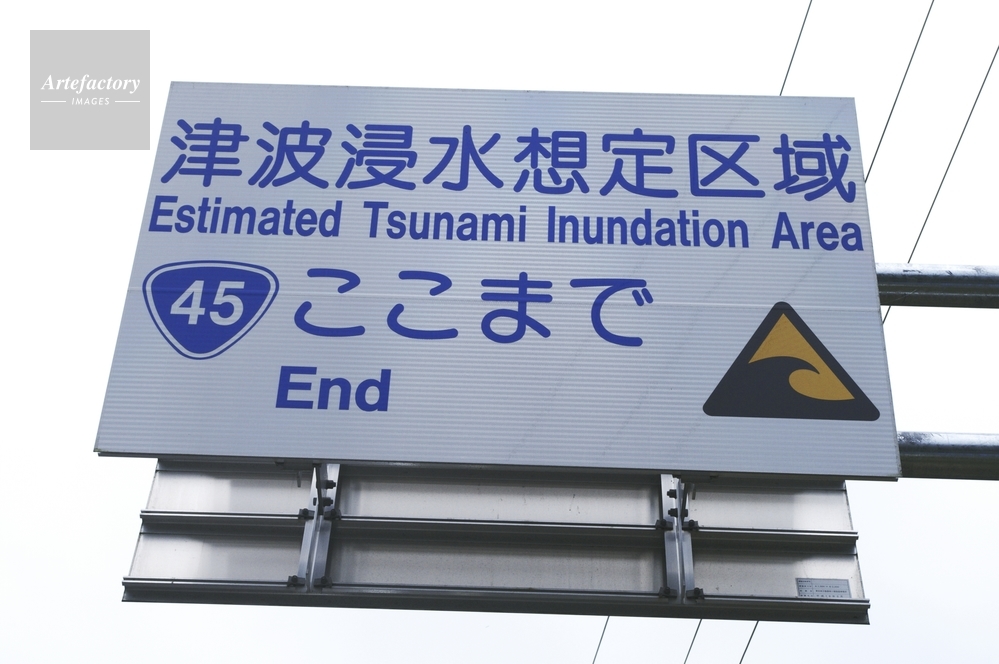 Artefactory
IMAGES
津波浸水想定区域
Estimated Tsunami Inundation Area
45 ここまで
End